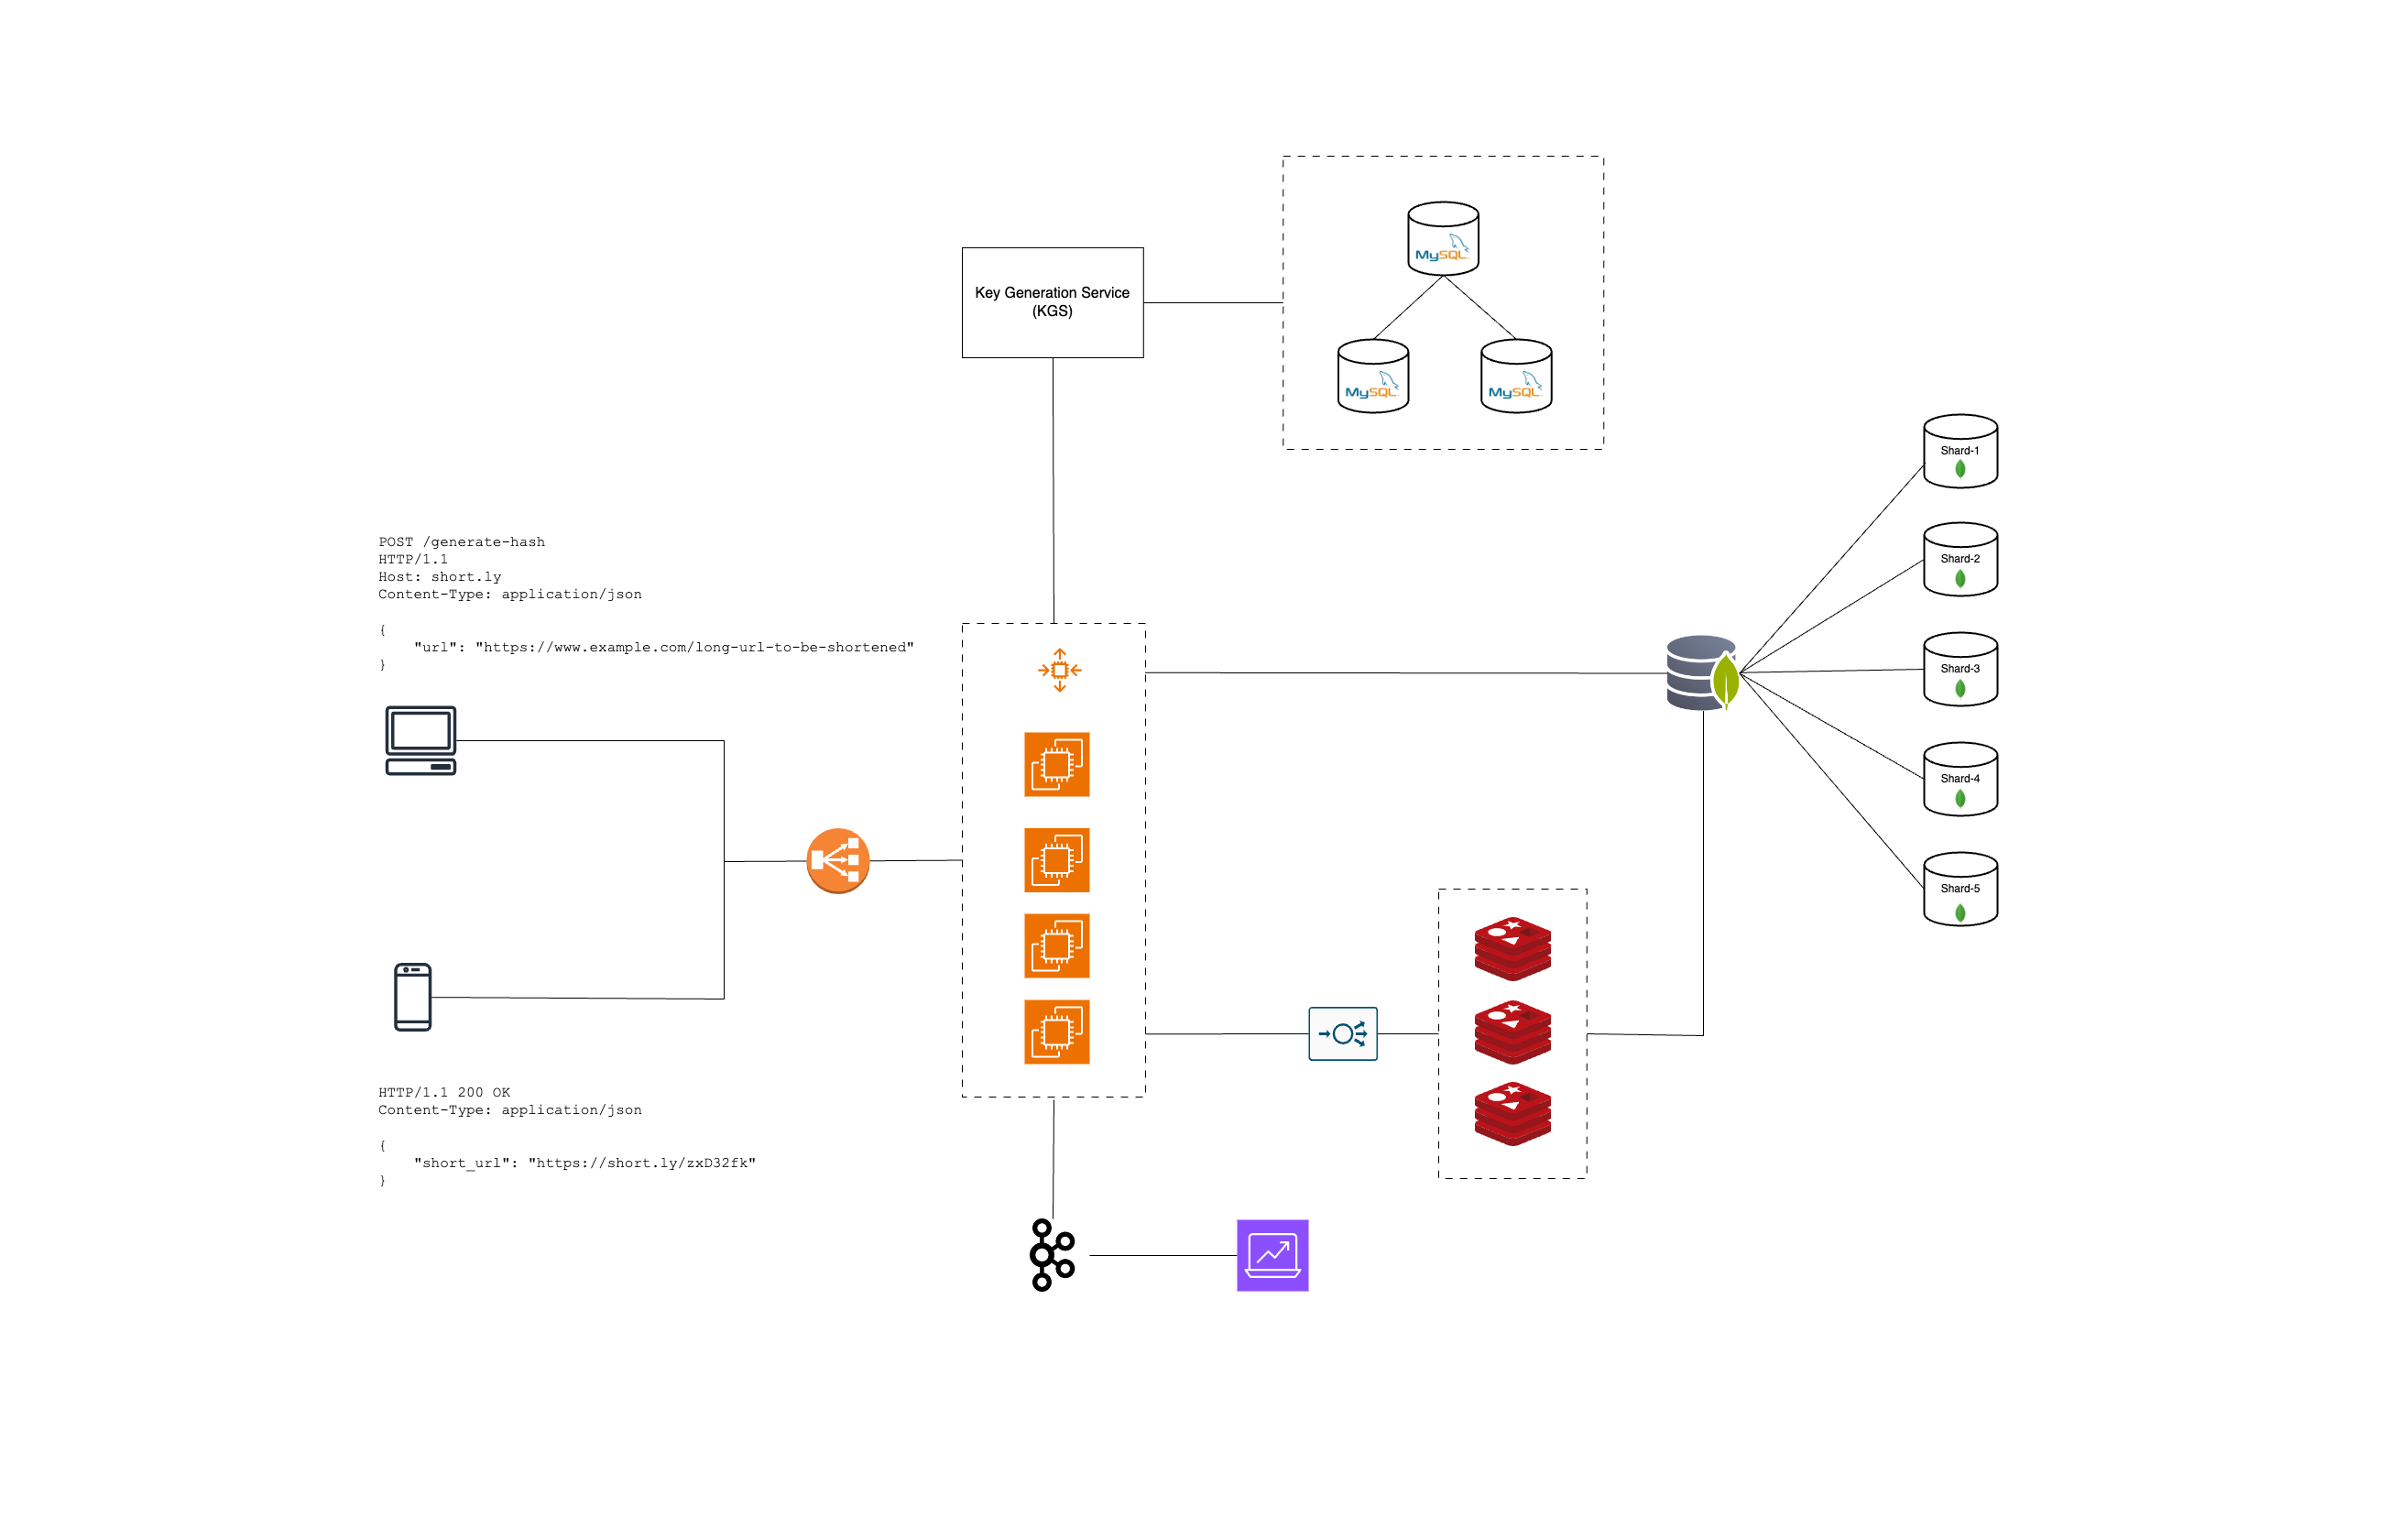 Key Generation Service
(KGS)
MySQL
MySQL
MySQL
POST /generate-hash
HTTP/1.1
Host: short.ly
Content-Type: application/json
{
"url": "https://www.example.com/long-url-to-be-shortened"
}
Shard-1
Shard-2
Shard-3
Shard-4
Shard-5
HTTP/1.1 200 OK
Content-Type: application/json
{
"short_url": "https://short.ly/zxD32fk"
}